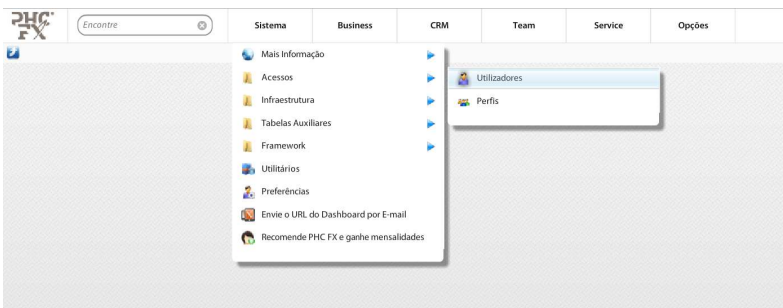 PHC FX
Encontre Sistema Business CRM Team Service Opções
Mais Informação
Acessos
Utilizadores
Infraestrutura
Perfis
Tabelas Auxiliares
Framework
Utilitários
Preferências
Envie o URL do Dashboard por E-mail
Recomende PHC FX e ganhe mensalidades